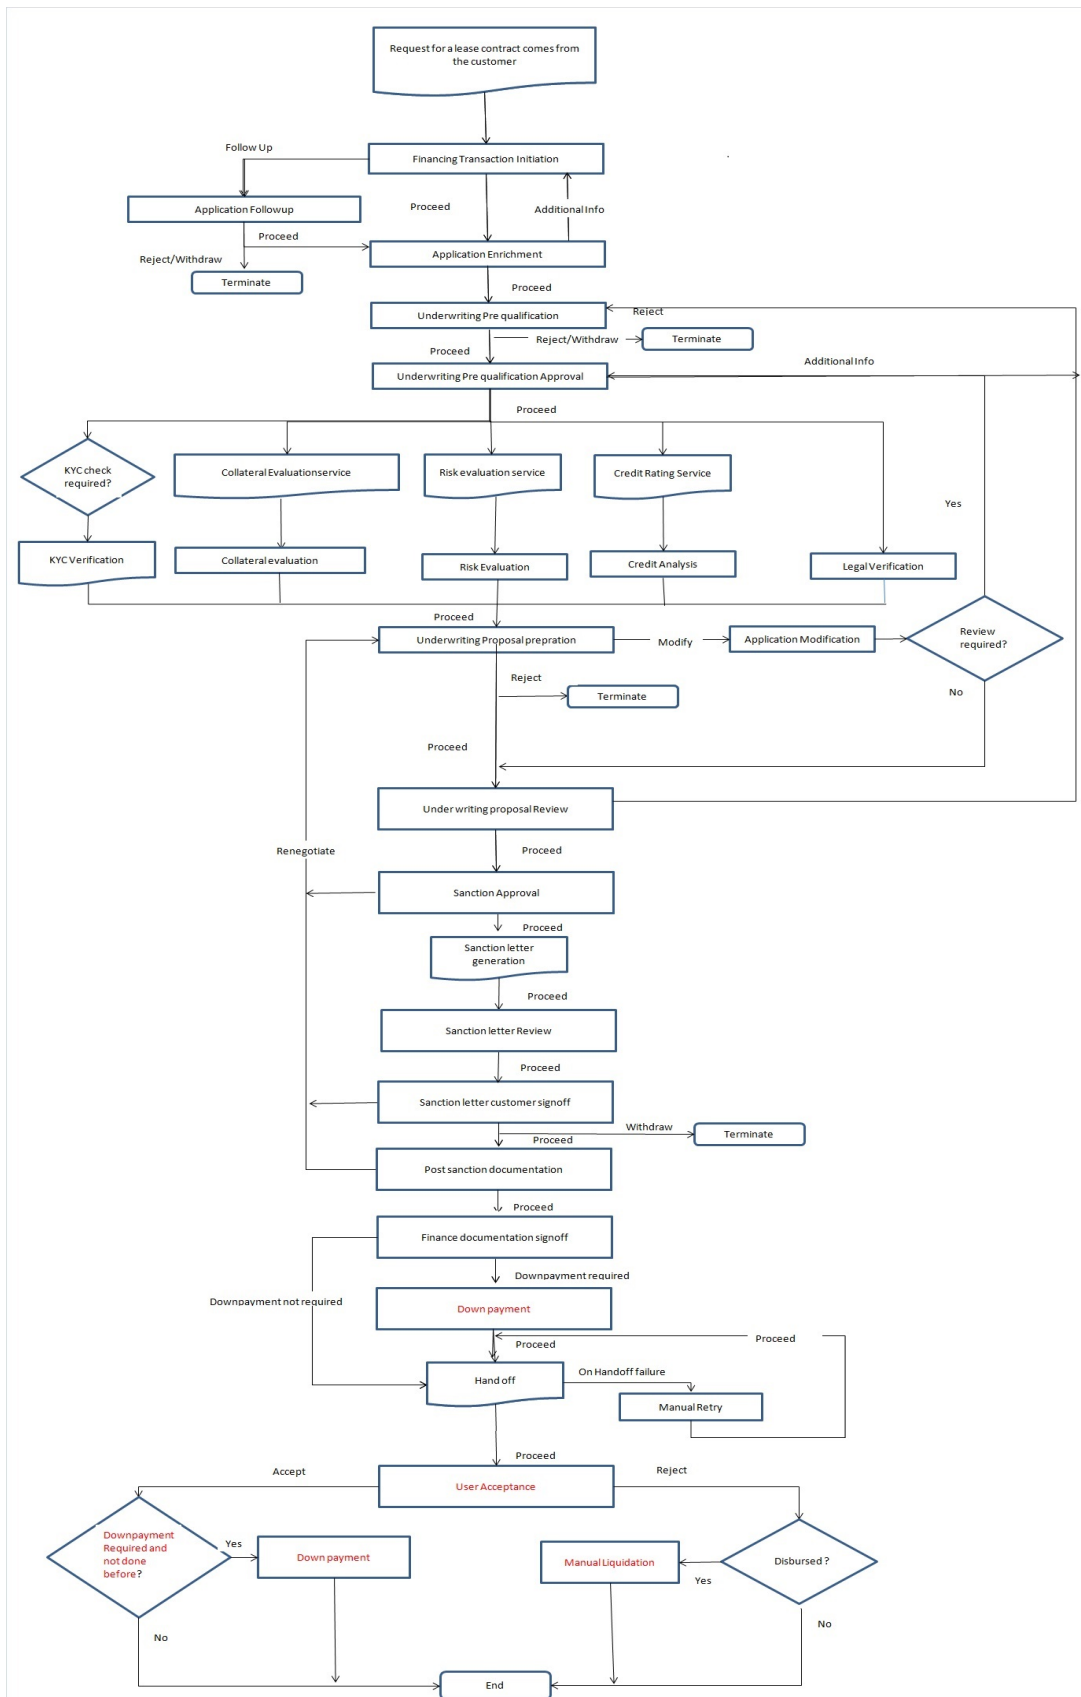 Request for a lease contract comes from
the customer
Follow Up
Financing Transaction Initiation
Application Followup
Proceed
Additional Info
Proceed
Application Enrichment
Reject/Withdraw
Terminate
Proceed
Underwriting Pre qualification
Reject
Reject/Withdraw
Terminate
Proceed
Additional Info
Underwriting Pre qualification Approval
Proceed
KYC check
required?
Collateral Evaluationservice
Risk evaluation service
Credit Rating Service
Yes
KYC Verification
Collateral evaluation
Risk Evaluation
Credit Analysis
Legal Verification
Proceed
Underwriting Proposal prepration
Modify
Application Modification
Review
required?
Reject
Terminate
No
Proceed
Under writing proposal Review
Renegotiate
Proceed
Sanction Approval
Proceed
Sanction letter
generation
Proceed
Sanction letter Review
Proceed
Sanction letter customer signoff
Withdraw
Terminate
Proceed
Post sanction documentation
Proceed
Finance documentation signoff
Downpayment required
Downpayment not required
Down payment
Proceed
Proceed
Hand off
On Handoff failure
Manual Retry
Proceed
Accept
User Acceptance
Reject
Downpayment
Required and
not done
before?
Yes
Down payment
Manual Liquidation
Yes
Disbursed ?
No
No
End